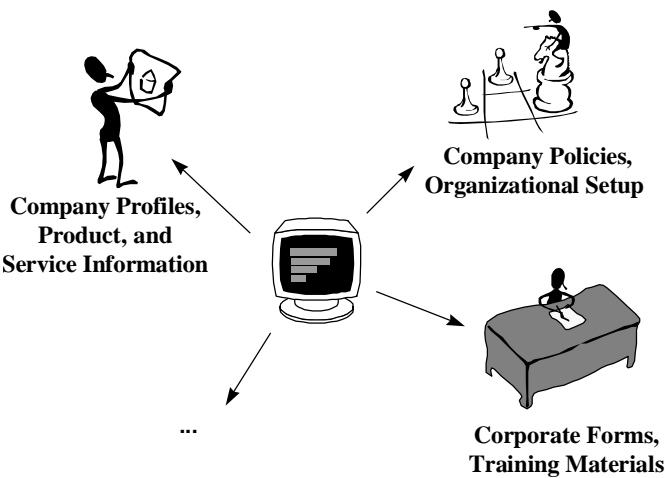 Company Policies,
Organizational Setup
Company Profiles,
Product, and
Service Information
...
Corporate Forms,
Training Materials